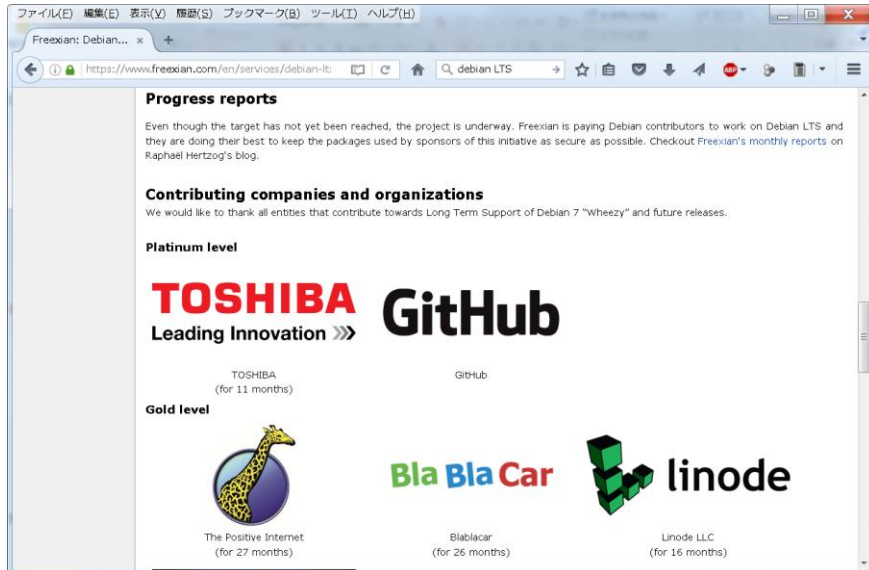 ファイル(F) 編集(E) 表示(V) 履歴(S) ブックマーク(B) ツール(T) ヘルプ(H)
Freexian: Debian...
https://www.freexian.com/en/services/debian-lt
debian LTS
ABP
Progress reports
Even though the target has not yet been reached, the project is underway. Freexian is paying Debian contributors to work on Debian LTS and
they are doing their best to keep the packages used by sponsors of this initiative as secure as possible. Checkout Freexian's monthly reports on
Raphaël Hertzog's blog.
Contributing companies and organizations
We would like to thank all entities that contribute towards Long Term Support of Debian 7 "Wheezy" and future releases.
Platinum level
TOSHIBA
Leading Innovation
GitHub
TOSHIBA
(for 11 months)
GitHub
Gold level
Bla Bla Car
linode
The Positive Internet
(for 27 months)
Blablacar
(for 26 months)
Linode LLC
(for 16 months)